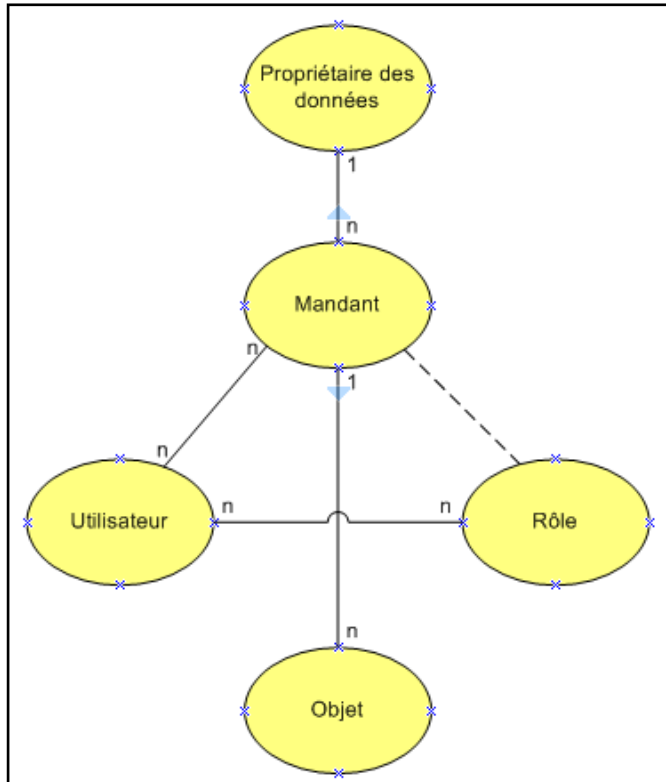 Propriétaire des
données
1
n
Mandant
n
1
n
Utilisateur
n
n
Rôle
n
Objet